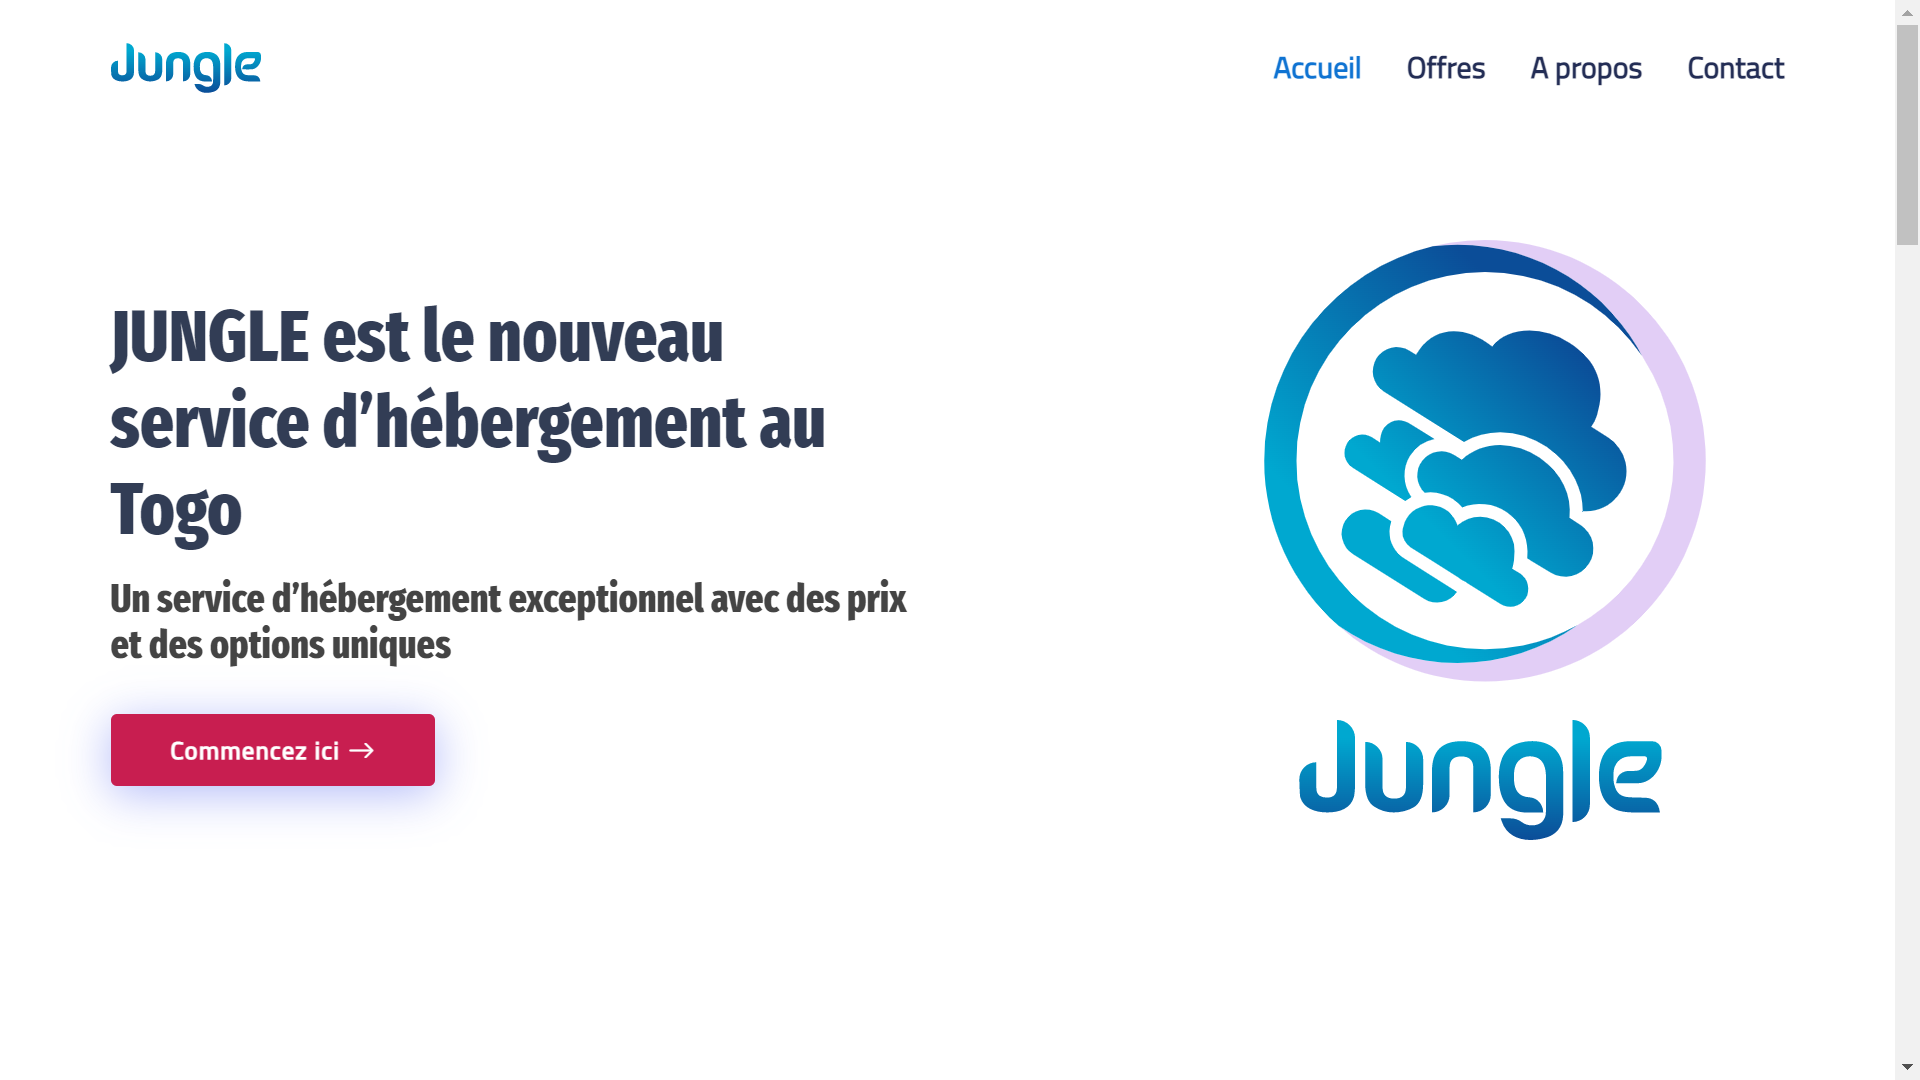 Jungle
Accueil
Offres
A propos
Contact
JUNGLE est le nouveau
service d’hébergement au
Togo
Un service d’hébergement exceptionnel avec des prix
et des options uniques
Commencez ici →
Jungle